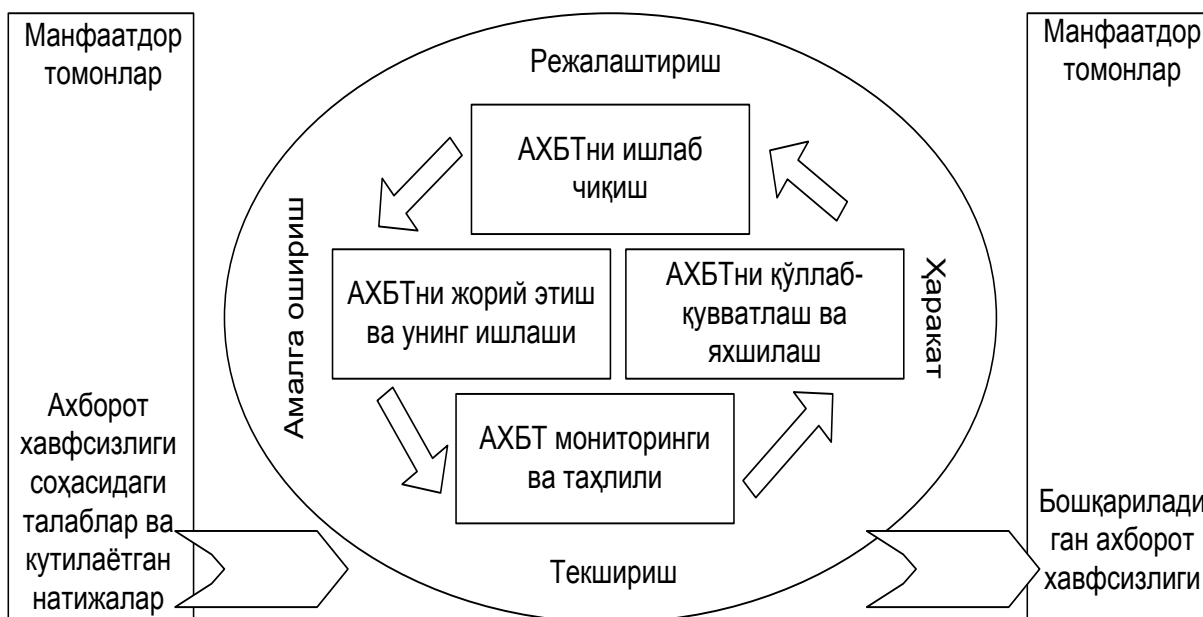 Манфаатдор
томонлар
Ахборот
хавфсизлиги
соҳасидаги
талаблар ва
кутилаётган
натижалар
Режалаштириш
АХБТни ишлаб
чиқиш
Амалга ошириш
АХБТни жорий этиш
ва унинг ишлаши
АХБТни қўллаб-
қувватлаш ва
яхшилаш
Ҳаракат
АХБТ мониторинги
ва таҳлили
Текшириш
Манфаатдор
томонлар
Бошқарилади
ган ахборот
хавфсизлиги